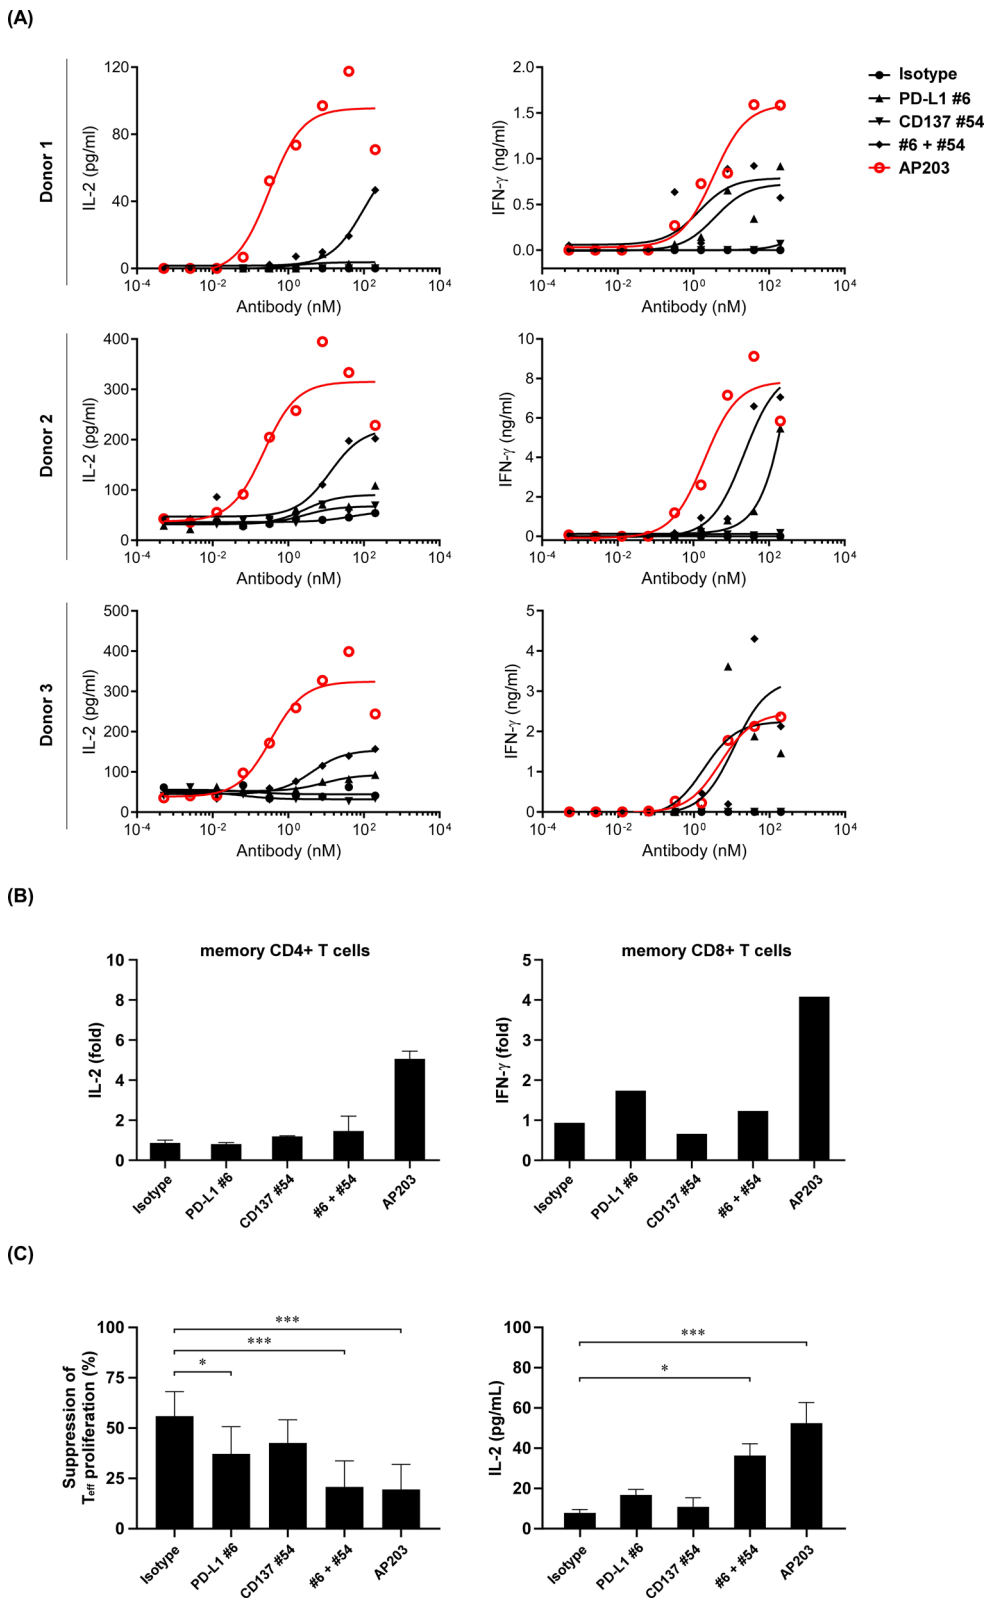 (A)
Donor 1
IL-2 (pg/ml)
120
80
40
0
10-4 10-2 100 102 104
Antibody (nM)
IFN-γ (ng/ml)
2.0
1.5
1.0
0.5
0.0
10-4 10-2 100 102 104
Antibody (nM)
Isotype
PD-L1 #6
CD137 #54
#6 + #54
AP203
Donor 2
IL-2 (pg/ml)
400
300
200
100
0
10-4 10-2 100 102 104
Antibody (nM)
IFN-γ (ng/ml)
10
8
6
4
2
0
10-4 10-2 100 102 104
Antibody (nM)
Donor 3
IL-2 (pg/ml)
500
400
300
200
100
0
10-4 10-2 100 102 104
Antibody (nM)
IFN-γ (ng/ml)
5
4
3
2
1
0
10-4 10-2 100 102 104
Antibody (nM)
(B)
memory CD4+ T cells
IL-2 (fold)
10
8
6
4
2
0
Isotype
PD-L1 #6
CD137 #54
#6 + #54
AP203
memory CD8+ T cells
IFN-γ (fold)
5
4
3
2
1
0
Isotype
PD-L1 #6
CD137 #54
#6 + #54
AP203
(C)
Suppression of
Teff proliferation (%)
100
75
50
25
0
***
***
*
Isotype
PD-L1 #6
CD137 #54
#6 + #54
AP203
IL-2 (pg/mL)
100
80
60
40
20
0
***
*
Isotype
PD-L1 #6
CD137 #54
#6 + #54
AP203